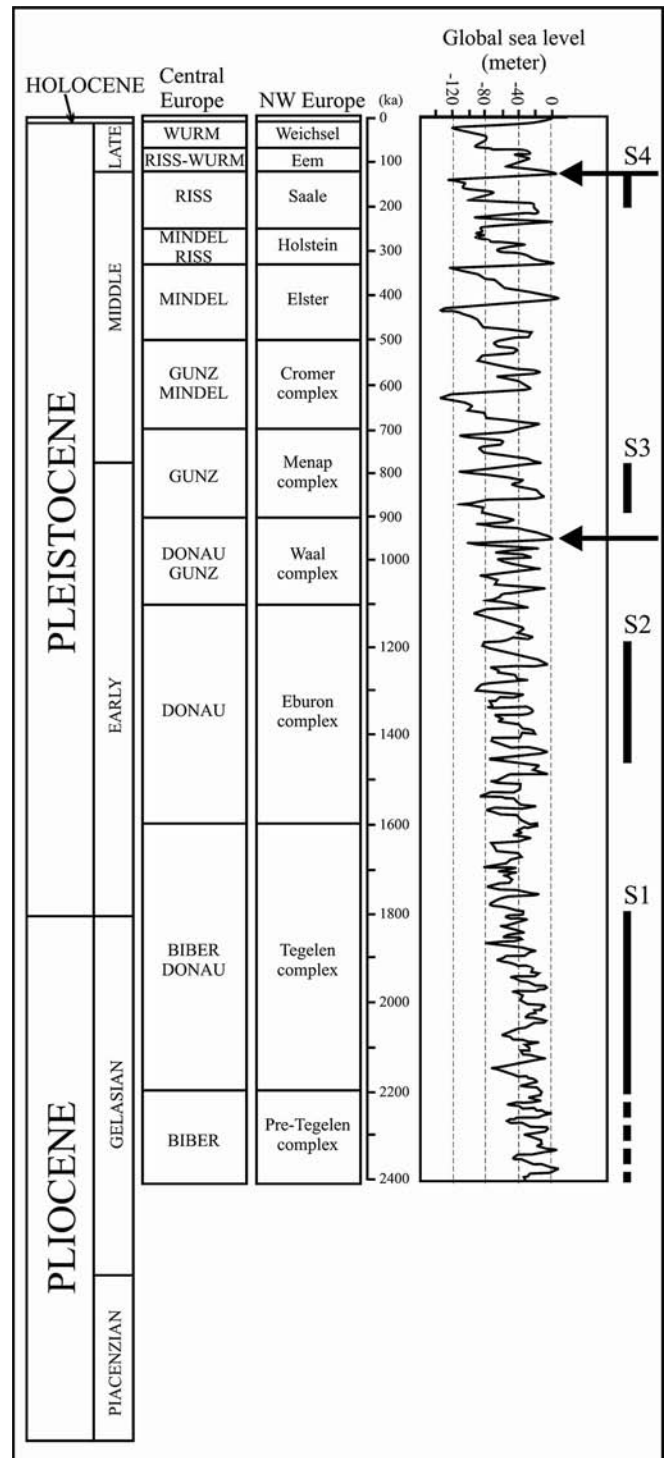 Global sea level
(meter)
-120
-80
-40
0
HOLOCENE
Central
Europe
NW Europe
(ka)
PLEISTOCENE
PLIOCENE
LATE
MIDDLE
EARLY
GELASIAN
PIACENZIAN
WURM
RISS-WURM
RISS
MINDEL
RISS
MINDEL
GUNZ
MINDEL
GUNZ
DONAU
GUNZ
DONAU
BIBER
DONAU
BIBER
Weichsel
Eem
Saale
Holstein
Elster
Cromer
complex
Menap
complex
Waal
complex
Eburon
complex
Tegelen
complex
Pre-Tegelen
complex
0
100
200
300
400
500
600
700
800
900
1000
1200
1400
1600
1800
2000
2200
2400
S4
S3
S2
S1